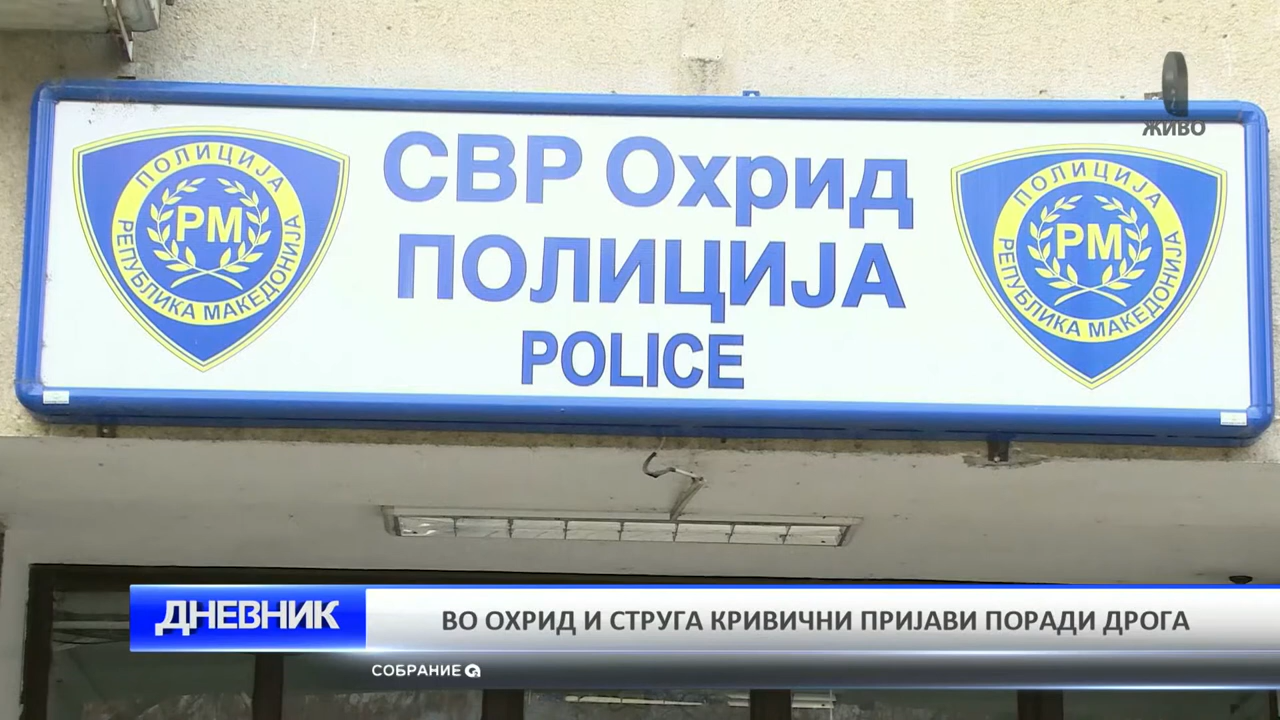 СВР Охрид
ПОЛИЦИЈА
POLICE
ПОЛИЦИЈА
РМ
РЕПУБЛИКА МАКЕДОНИЈА
ПОЛИЦИЈА
РМ
РЕПУБЛИКА МАКЕДОНИЈА
ЖИВО
ДНЕВНИК
ВО ОХРИД И СТРУГА КРИВИЧНИ ПРИЈАВИ ПОРАДИ ДРОГА
СОБРАНИЕ